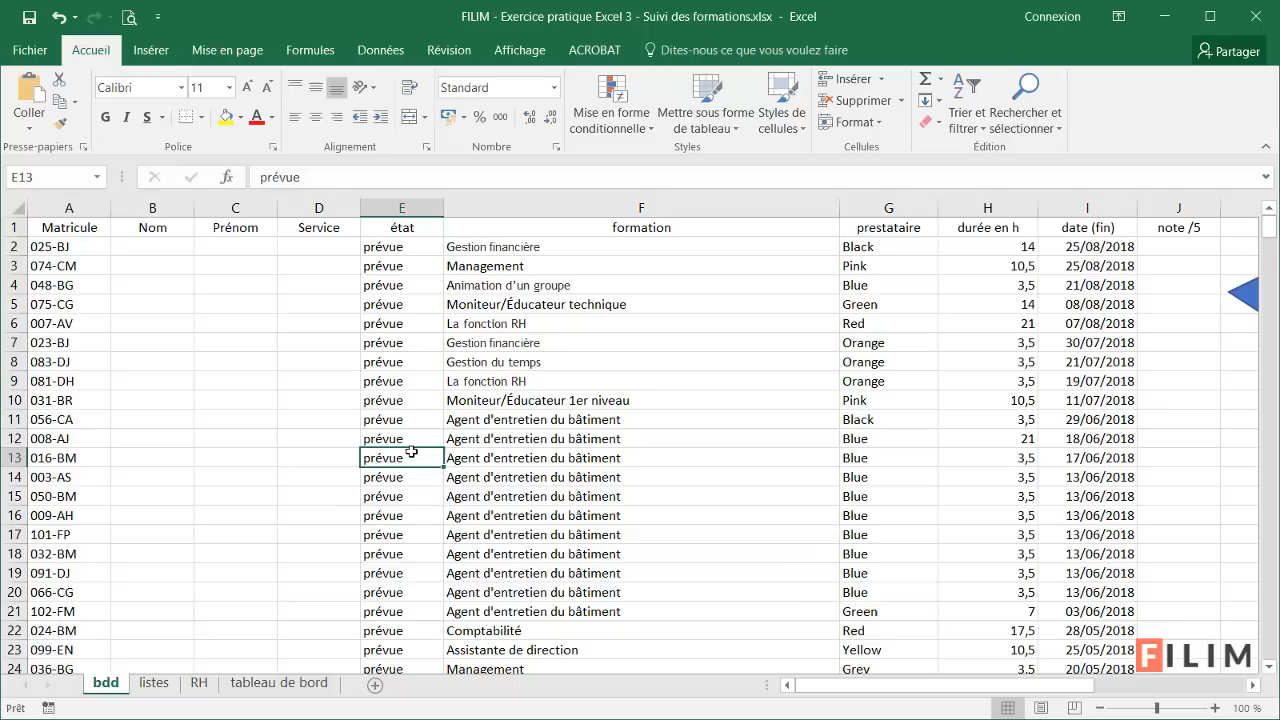 FILIM - Exercice pratique Excel 3 - Suivi des formations.xlsx - Excel
Connexion
Fichier Accueil Insérer Mise en page Formules Données Révision Affichage ACROBAT Dites-nous ce que vous voulez faire Partager
Coller
Calibri 11
G I S A
Standard
% 000
Mise en forme conditionnelle
Mettre sous forme de tableau
Styles de cellules
Insérer
Supprimer
Format
Trier et filtrer
Rechercher et sélectionner
Presse-papiers Police Alignement Nombre Styles Cellules Édition
E13 fx prévue
A B C D E F G H I J
1 Matricule Nom Prénom Service état formation prestataire durée en h date (fin) note /5
2 025-BJ prévue Gestion financière Black 14 25/08/2018
3 074-CM prévue Management Pink 10,5 25/08/2018
4 048-BG prévue Animation d'un groupe Blue 3,5 21/08/2018
5 075-CG prévue Moniteur/Éducateur technique Green 14 08/08/2018
6 007-AV prévue La fonction RH Red 21 07/08/2018
7 023-BJ prévue Gestion financière Orange 3,5 30/07/2018
8 083-DJ prévue Gestion du temps Orange 3,5 21/07/2018
9 081-DH prévue La fonction RH Orange 3,5 19/07/2018
10 031-BR prévue Moniteur/Éducateur 1er niveau Pink 10,5 11/07/2018
11 056-CA prévue Agent d'entretien du bâtiment Black 3,5 29/06/2018
12 008-AJ prévue Agent d'entretien du bâtiment Blue 21 18/06/2018
13 016-BM prévue Agent d'entretien du bâtiment Blue 3,5 17/06/2018
14 003-AS prévue Agent d'entretien du bâtiment Blue 3,5 13/06/2018
15 050-BM prévue Agent d'entretien du bâtiment Blue 3,5 13/06/2018
16 009-AH prévue Agent d'entretien du bâtiment Blue 3,5 13/06/2018
17 101-FP prévue Agent d'entretien du bâtiment Blue 3,5 13/06/2018
18 032-BM prévue Agent d'entretien du bâtiment Blue 3,5 13/06/2018
19 091-DJ prévue Agent d'entretien du bâtiment Blue 3,5 13/06/2018
20 066-CG prévue Agent d'entretien du bâtiment Blue 3,5 13/06/2018
21 102-FM prévue Agent d'entretien du bâtiment Green 7 03/06/2018
22 024-BM prévue Comptabilité Red 17,5 28/05/2018
23 099-EN prévue Assistante de direction Yellow 10,5 25/05/2018
24 036-BG prévue Management Grey 3,5 20/05/2018
FILIM
bdd listes RH tableau de bord
Prêt
100 %